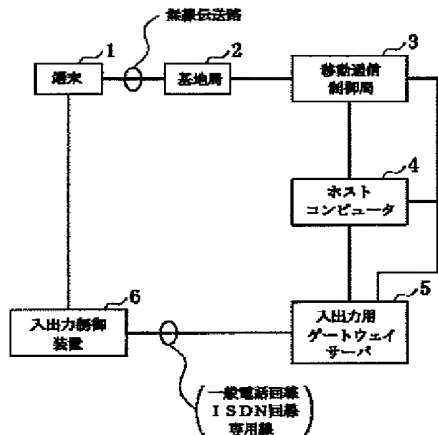 無線伝送路
1
2
3
端末
基地局
移動通信
制御局
4
ホスト
コンピュータ
6
5
入出力制御
装置
入出力用
ゲートウェイ
サーバ
一般電話回線
ISDN回線
専用線